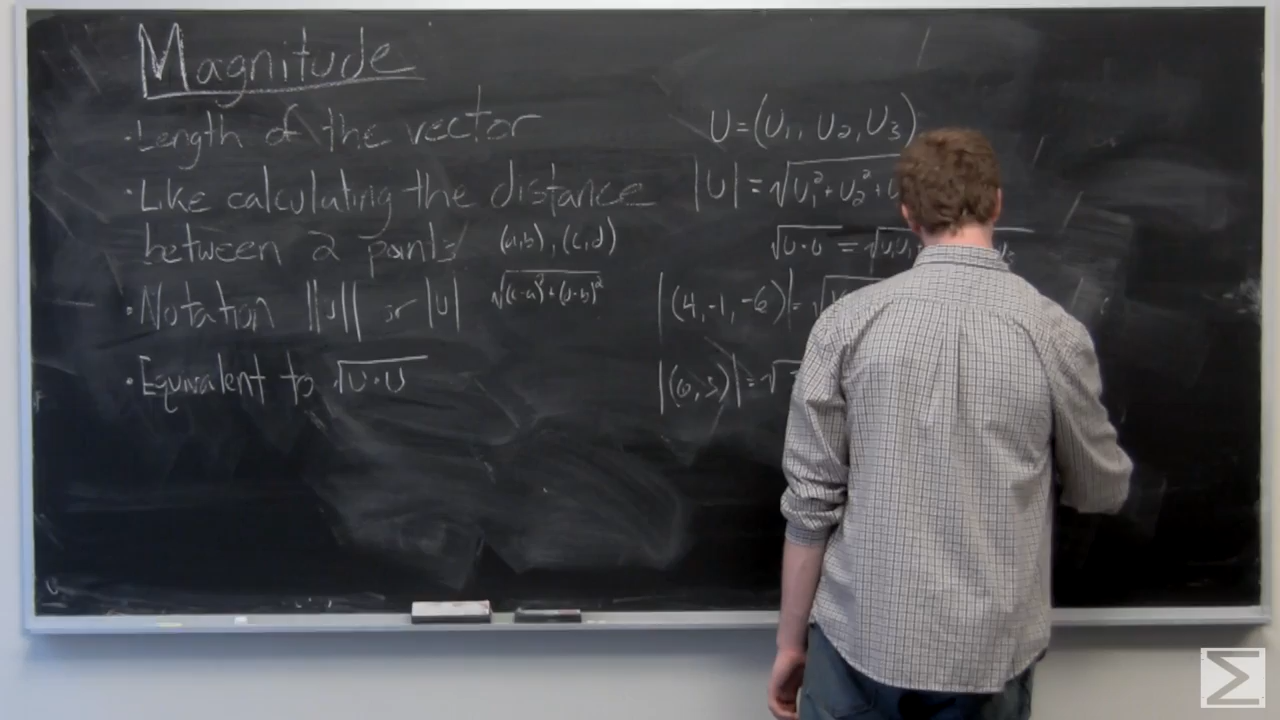 Magnitude
·Length of the vector
·Like calculating the distance
between 2 points (a,b), (c,d)
·Notation ||U|| or |U| √(c-a)²+(d-b)²
·Equivalent to √U·U
U=(U₁, U₂, U₃)
|U| = √U₁²+U₂²+
√U·U = √U₁U₁
|(4,-1,-6)|=√
|(6,3)|=√
Σ